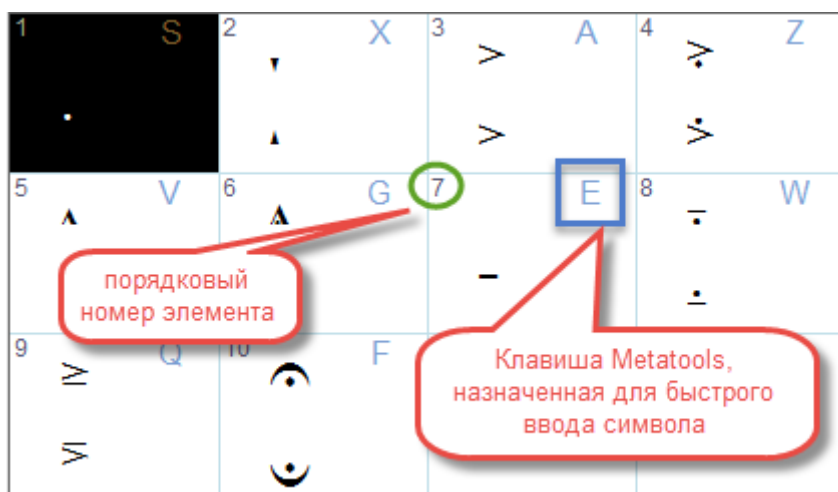 1 S 2 X 3 A 4 Z
5 V 6 G 7 E 8 W
порядковый
номер элемента
9 Q 10 F
Клавиша Metatools,
назначенная для быстрого
ввода символа